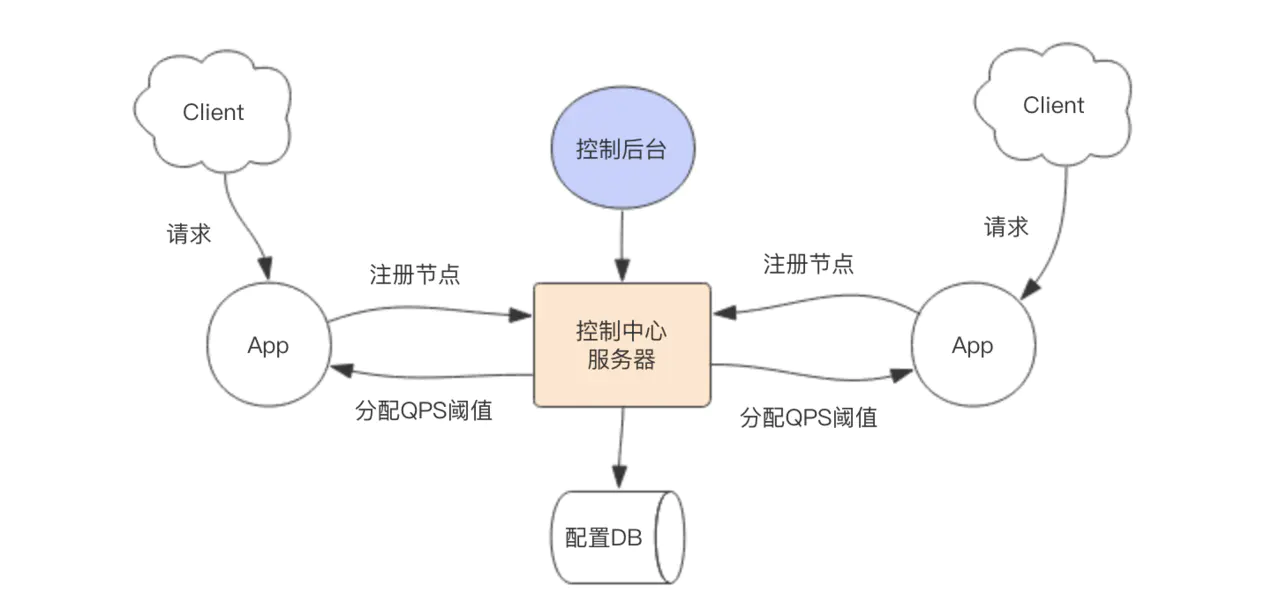 Client
Client
控制后台
请求
请求
注册节点
注册节点
App
控制中心
服务器
App
分配QPS阈值
分配QPS阈值
配置DB